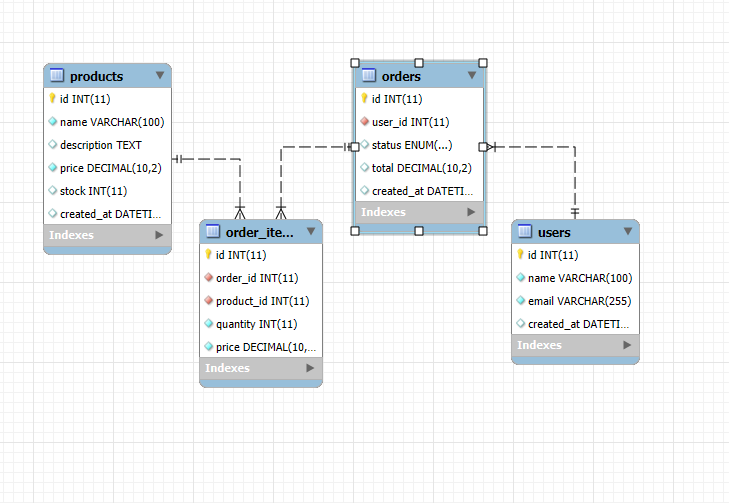 products
id INT(11)
name VARCHAR(100)
description TEXT
price DECIMAL(10,2)
stock INT(11)
created_at DATETI...
Indexes
orders
id INT(11)
user_id INT(11)
status ENUM(...)
total DECIMAL(10,2)
created_at DATETI...
Indexes
order_ite...
id INT(11)
order_id INT(11)
product_id INT(11)
quantity INT(11)
price DECIMAL(10,...
Indexes
users
id INT(11)
name VARCHAR(100)
email VARCHAR(255)
created_at DATETI...
Indexes